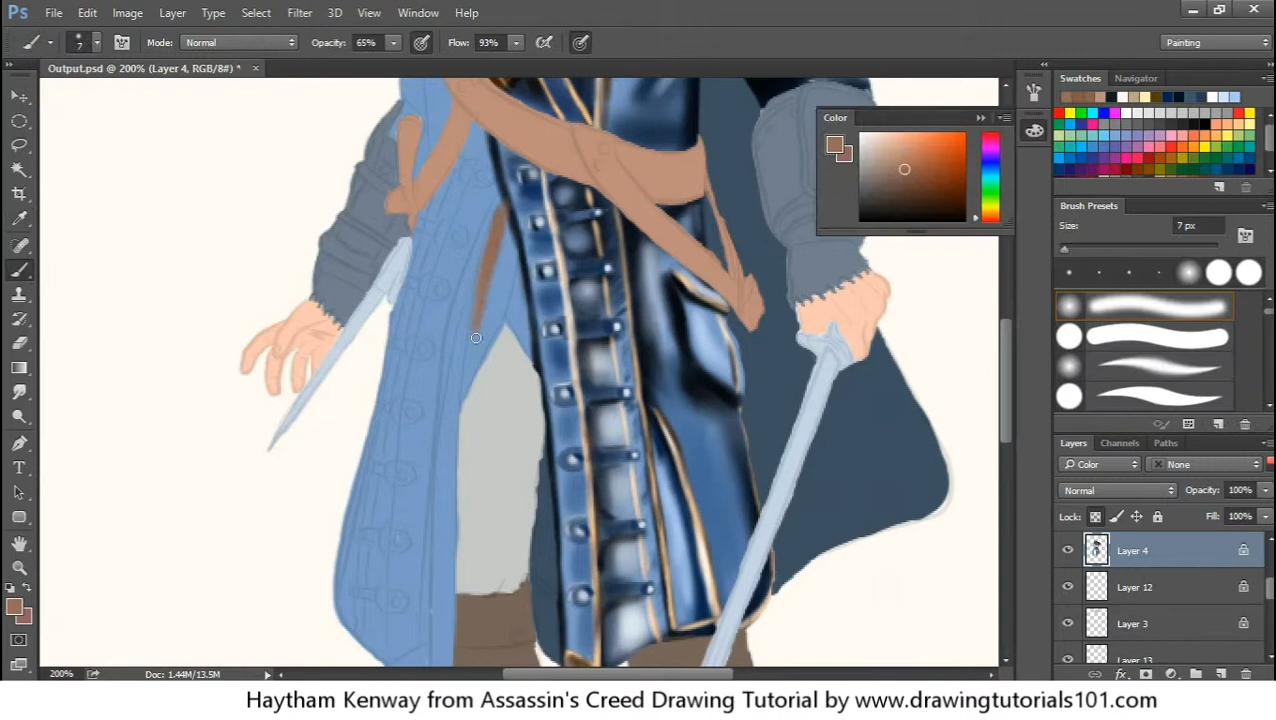 Ps File Edit Image Layer Type Select Filter 3D View Window Help
7 Mode: Normal Opacity: 65% Flow: 93% Painting
Output.psd @ 200% (Layer 4, RGB/8#) * ×
Swatches Navigator
Color
Brush Presets
Size: 7 px
Layers Channels Paths
Color None
Normal Opacity: 100%
Lock: Fill: 100%
Layer 4
Layer 12
Layer 3
Layer 13
200% Doc: 1.44M/13.5M
Haytham Kenway from Assassin's Creed Drawing Tutorial by www.drawingtutorials101.com